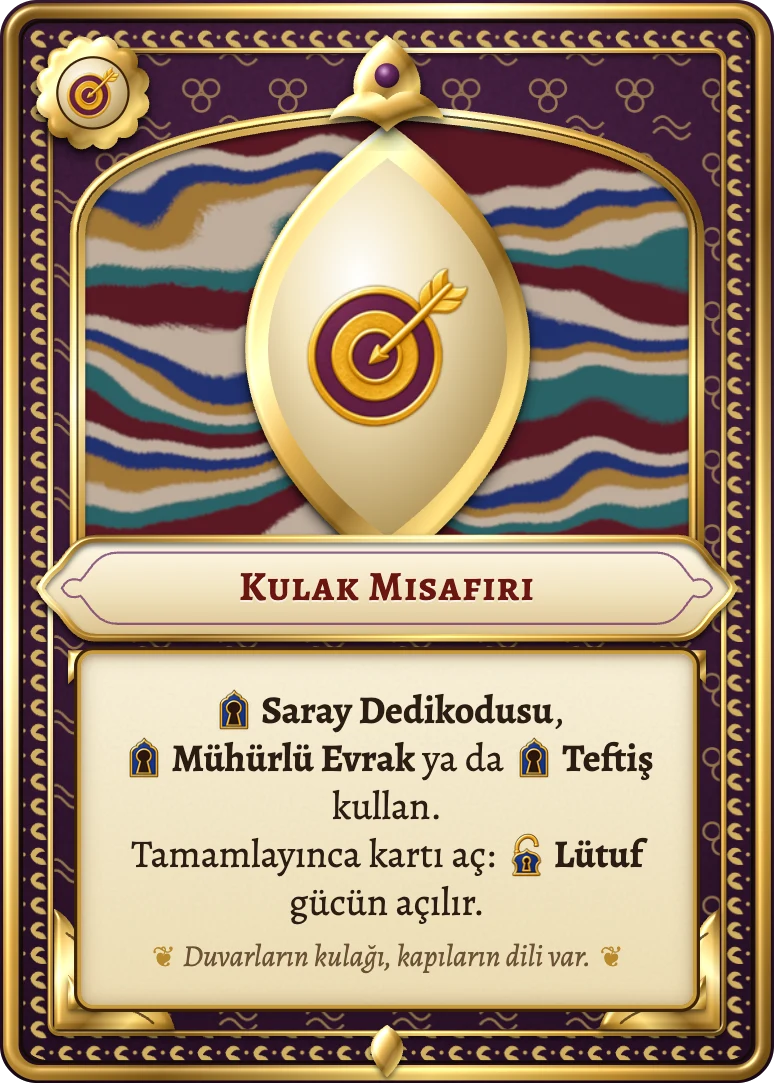 Kulak Misafiri
Saray Dedikodusu,
Mühürlü Evrak ya da Teftiş
kullan.
Tamamlayınca kartı aç: Lütuf
gücün açılır.
Duvarların kulağı, kapıların dili var.